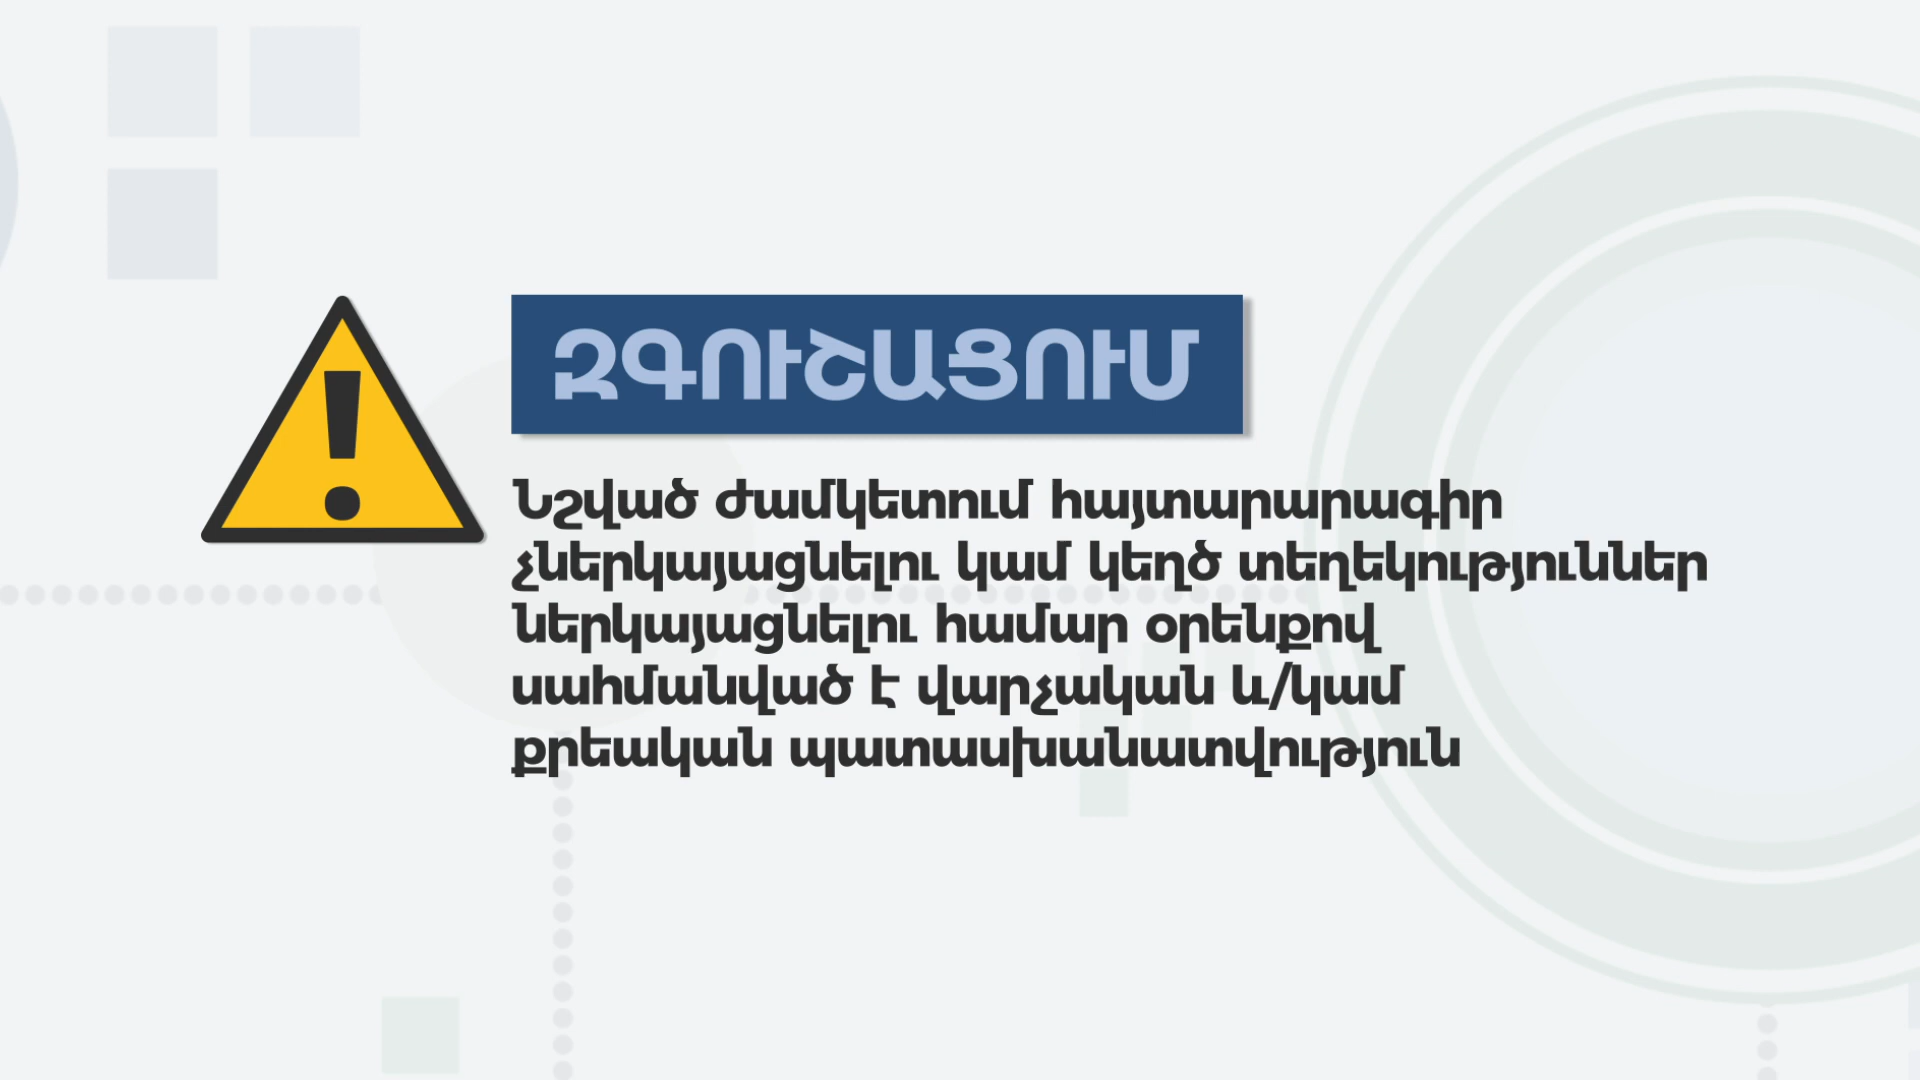 ԶԳՈՒՇԱՑՈՒՄ
Նշված ժամկետում հայտարարագիր
չներկայացնելու կամ կեղծ տեղեկություններ
ներկայացնելու համար օրենքով
սահմանված է վարչական և/կամ
քրեական պատասխանատվություն